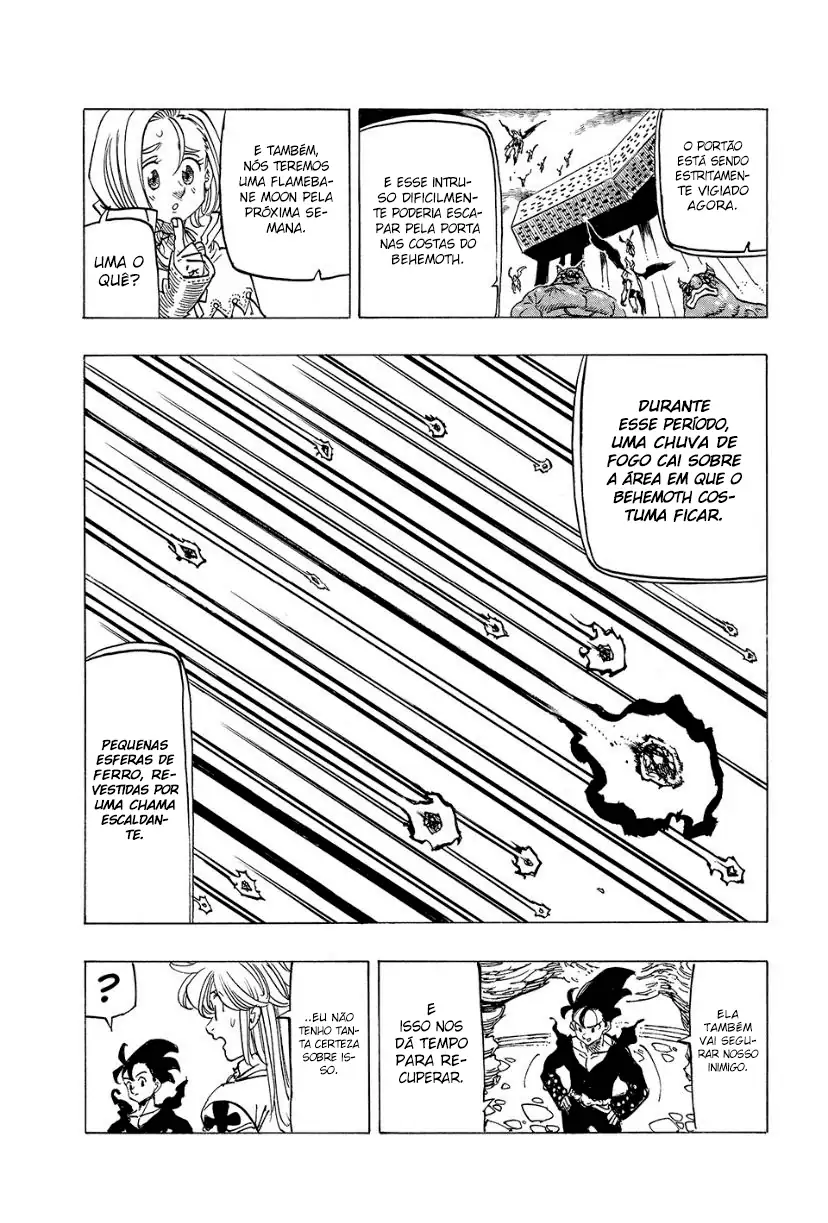 O PORTÃO
ESTÁ SENDO
ESTRITAMEN-
TE VIGIADO
AGORA.
E ESSE INTRU-
SO DIFICILMEN-
TE PODERIA ESCA-
PAR PELA PORTA
NAS COSTAS DO
BEHEMOTH.
E TAMBÉM,
NÓS TEREMOS
UMA FLAMEBA-
NE MOON PELA
PRÓXIMA SE-
MANA.
UMA O
QUÊ?
DURANTE
ESSE PERÍODO,
UMA CHUVA DE
FOGO CAI SOBRE
A ÁREA EM QUE O
BEHEMOTH COS-
TUMA FICAR.
PEQUENAS
ESFERAS DE
FERRO, RE-
VESTIDAS POR
UMA CHAMA
ESCALDAN-
TE.
ELA
TAMBÉM
VAI SEGU-
RAR NOSSO
INIMIGO.
E
ISSO NOS
DÁ TEMPO
PARA RE-
CUPERAR.
..EU NÃO
TENHO TAN-
TA CERTEZA
SOBRE IS-
SO.
?